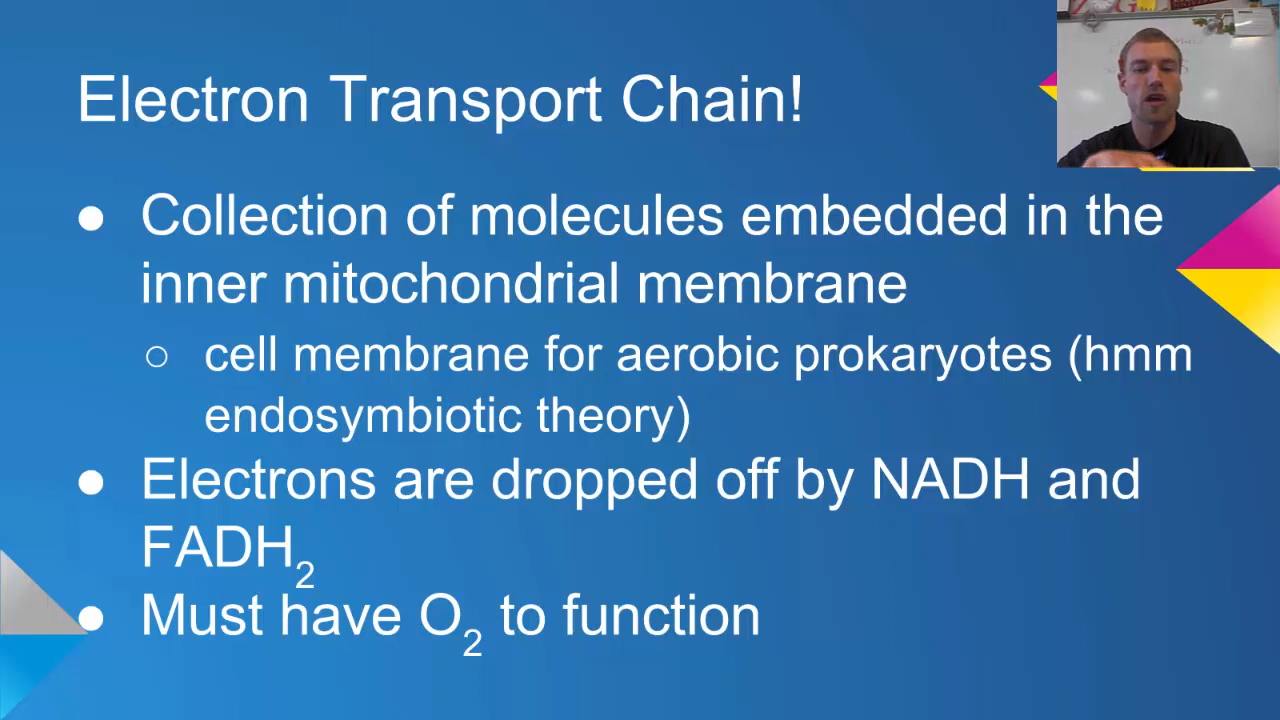 Electron Transport Chain!
● Collection of molecules embedded in the
inner mitochondrial membrane
○ cell membrane for aerobic prokaryotes (hmm
endosymbiotic theory)
● Electrons are dropped off by NADH and
FADH₂
● Must have O₂ to function